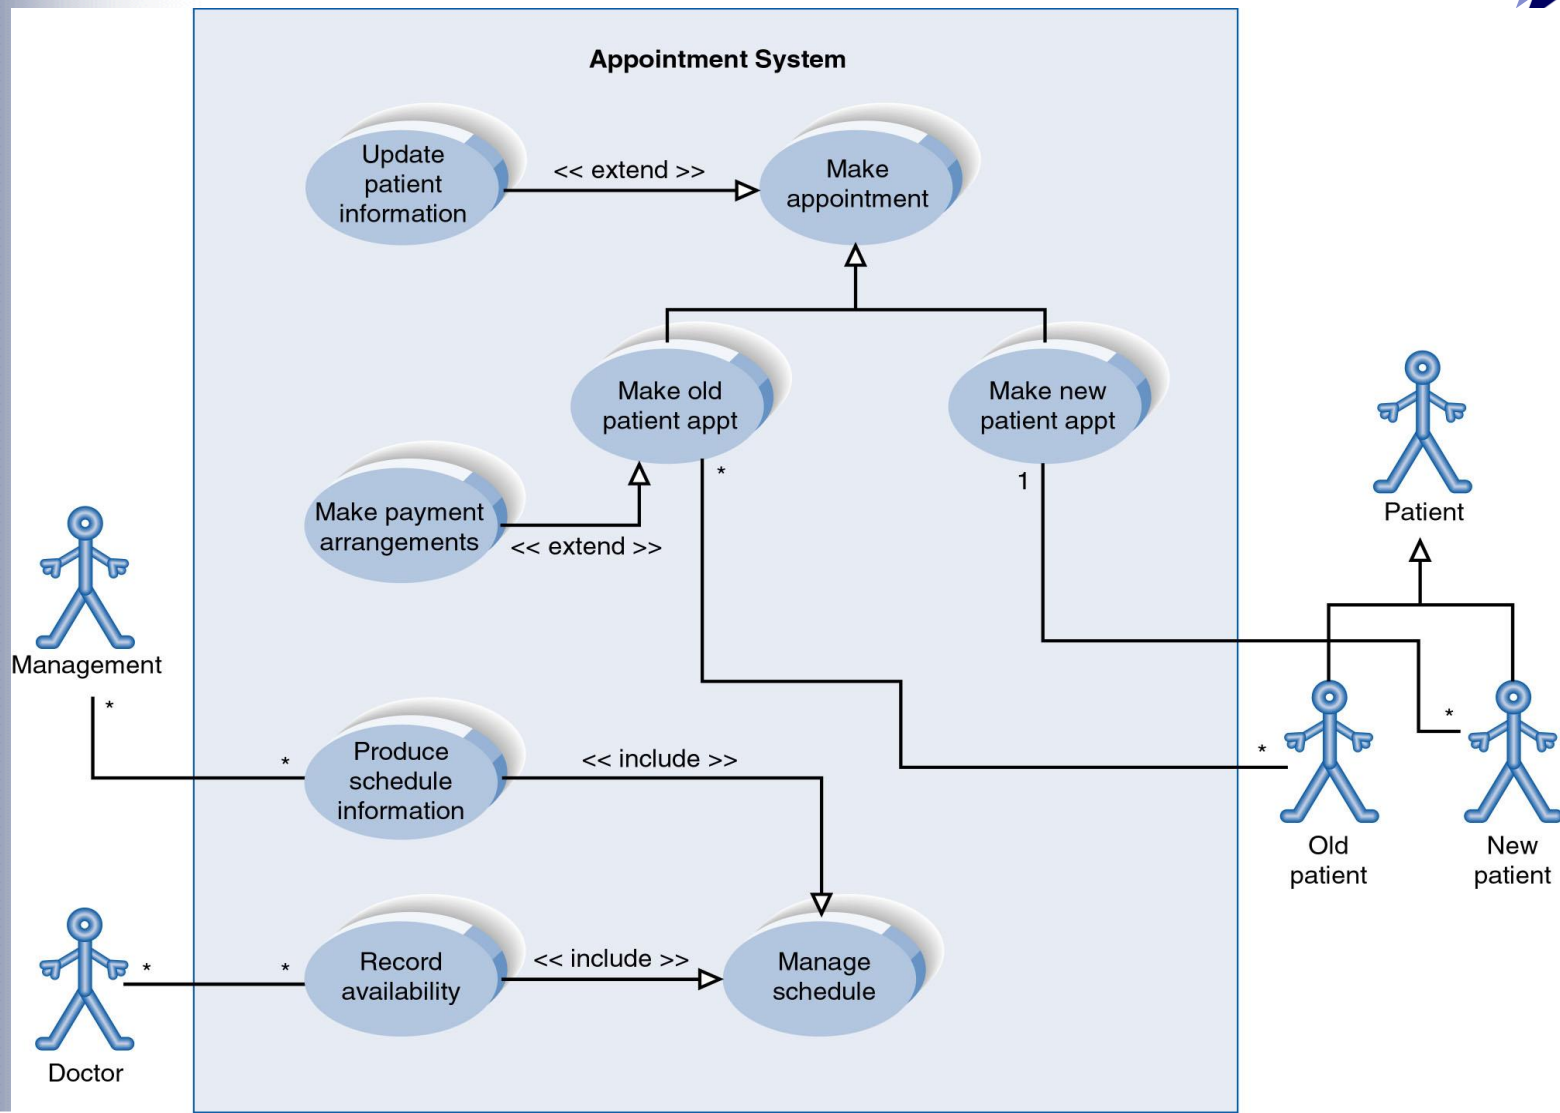 Appointment System
Update
patient
information
<< extend >>
Make
appointment
Make old
patient appt
*
Make new
patient appt
1
Make payment
arrangements
<< extend >>
Patient
Management
*
*
Produce
schedule
information
<< include >>
*
*
Old
patient
New
patient
Doctor
*
*
Record
availability
<< include >>
Manage
schedule